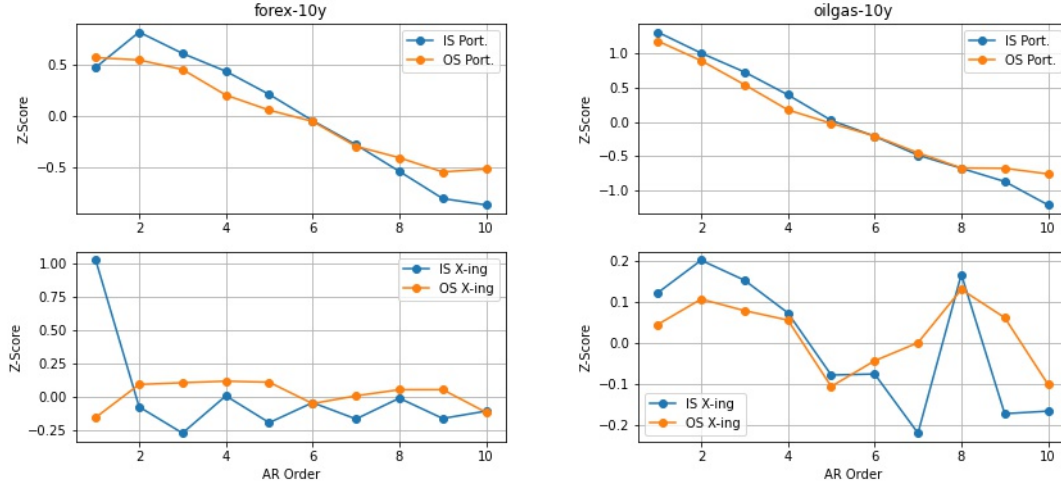 forex-10y
IS Port.
OS Port.
Z-Score
0.5
0.0
−0.5
2 4 6 8 10
oilgas-10y
IS Port.
OS Port.
Z-Score
1.0
0.5
0.0
−0.5
−1.0
2 4 6 8 10
IS X-ing
OS X-ing
Z-Score
1.00
0.75
0.50
0.25
0.00
−0.25
2 4 6 8 10
AR Order
Z-Score
0.2
0.1
0.0
−0.1
−0.2
IS X-ing
OS X-ing
2 4 6 8 10
AR Order